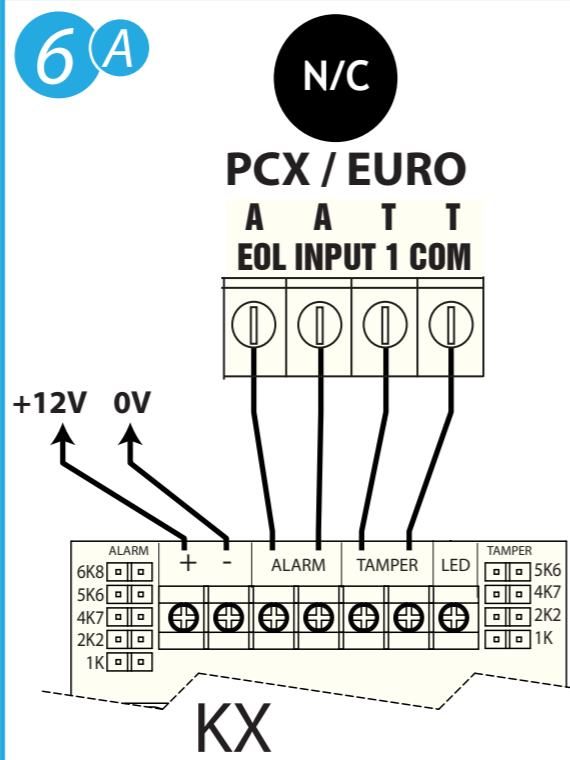 6 A
N/C
PCX / EURO
A A T T
EOL INPUT 1 COM
+12V 0V
ALARM + - ALARM TAMPER LED TAMPER
6K8 5K6
5K6 4K7
4K7 2K2
2K2 1K
1K
KX